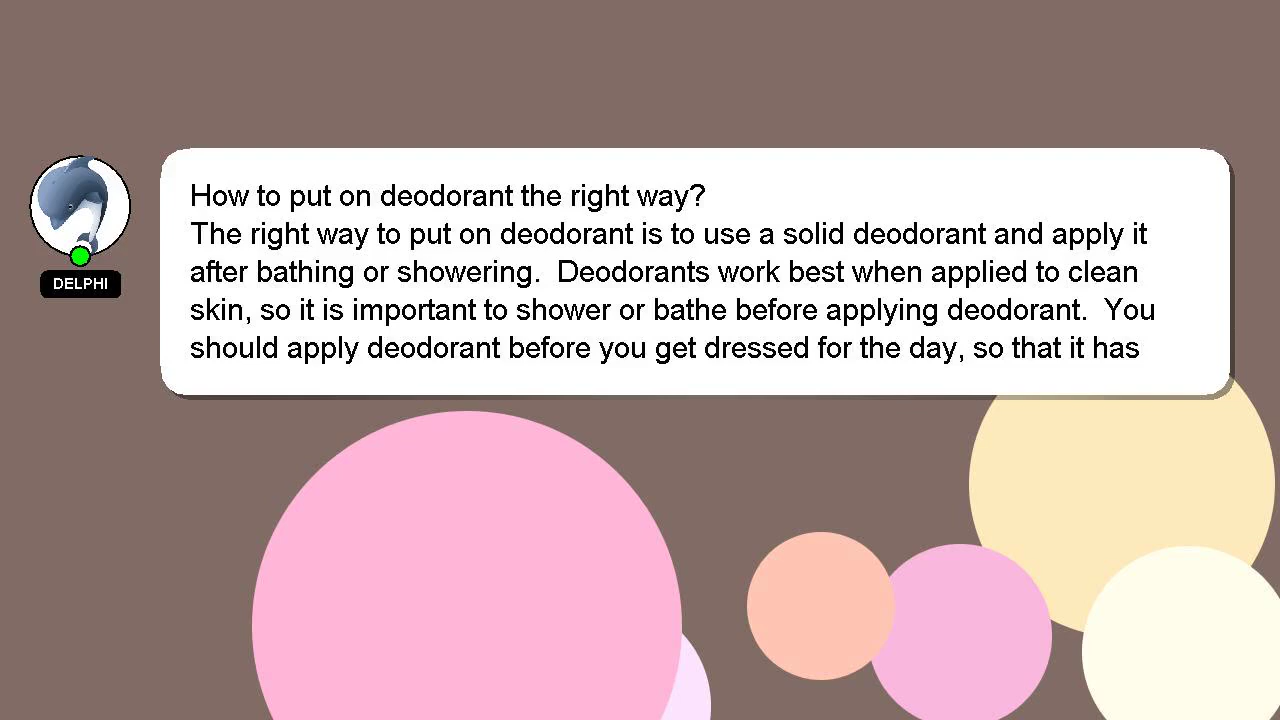 How to put on deodorant the right way?
The right way to put on deodorant is to use a solid deodorant and apply it
after bathing or showering.  Deodorants work best when applied to clean
skin, so it is important to shower or bathe before applying deodorant.  You
should apply deodorant before you get dressed for the day, so that it has
DELPHI